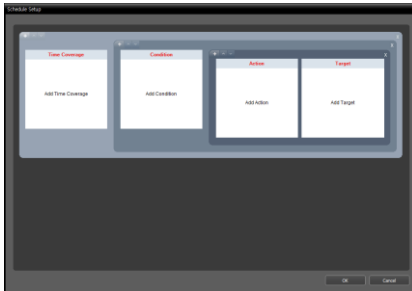 Schedule Setup
x
x
x
Time Coverage
Condition
Action
Target
Add Time Coverage
Add Condition
Add Action
Add Target
OK
Cancel